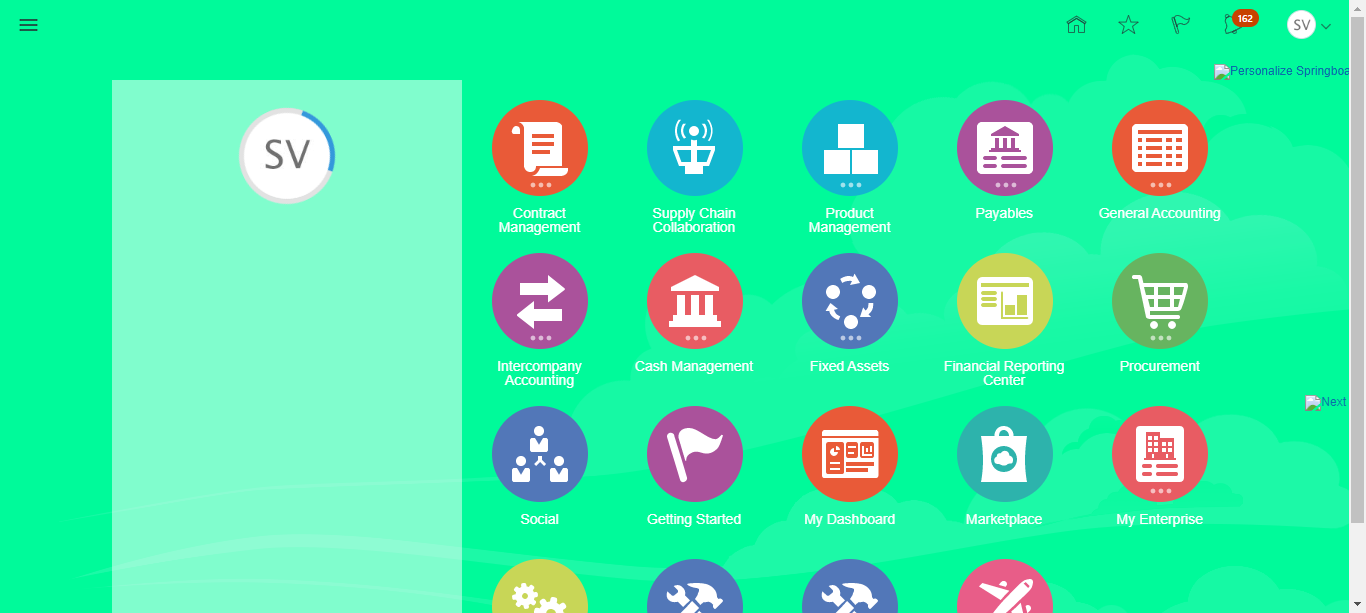 162
SV
Personalize Springboa
SV
Contract
Management
Supply Chain
Collaboration
Product
Management
Payables
General Accounting
Intercompany
Accounting
Cash Management
Fixed Assets
Financial Reporting
Center
Procurement
Next
Social
Getting Started
My Dashboard
Marketplace
My Enterprise